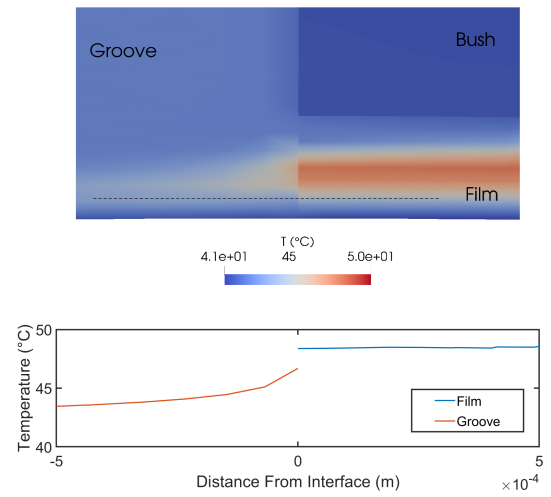 Groove
Bush
Film
T (°C)
4.1e+01 45 5.0e+01
Temperature (°C)
50
45
40
Film
Groove
-5 0 5
Distance From Interface (m)
×10⁻⁴